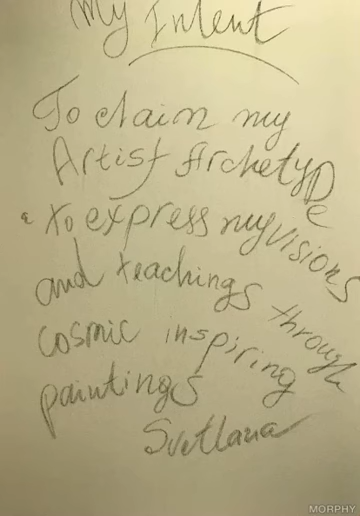 My Intent
To claim my
Artist Archetype
& to express my visions
and teachings through
cosmic inspiring
paintings
Svetlana
MORPHY